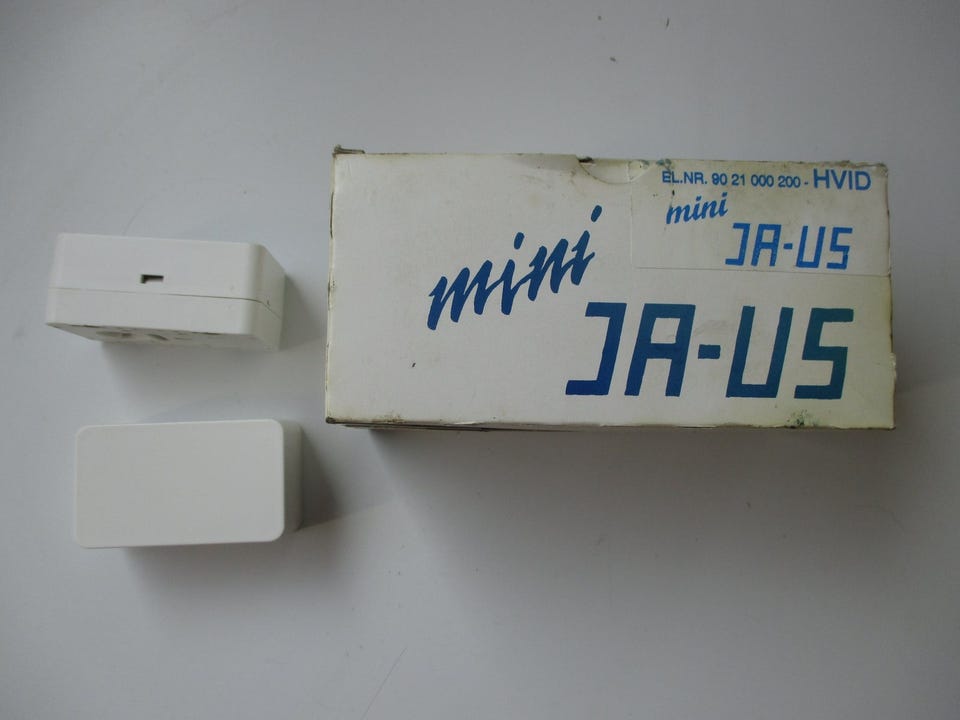 EL.NR. 90 21 000 200 - HVID
mini
JA-US
mini
JA-US